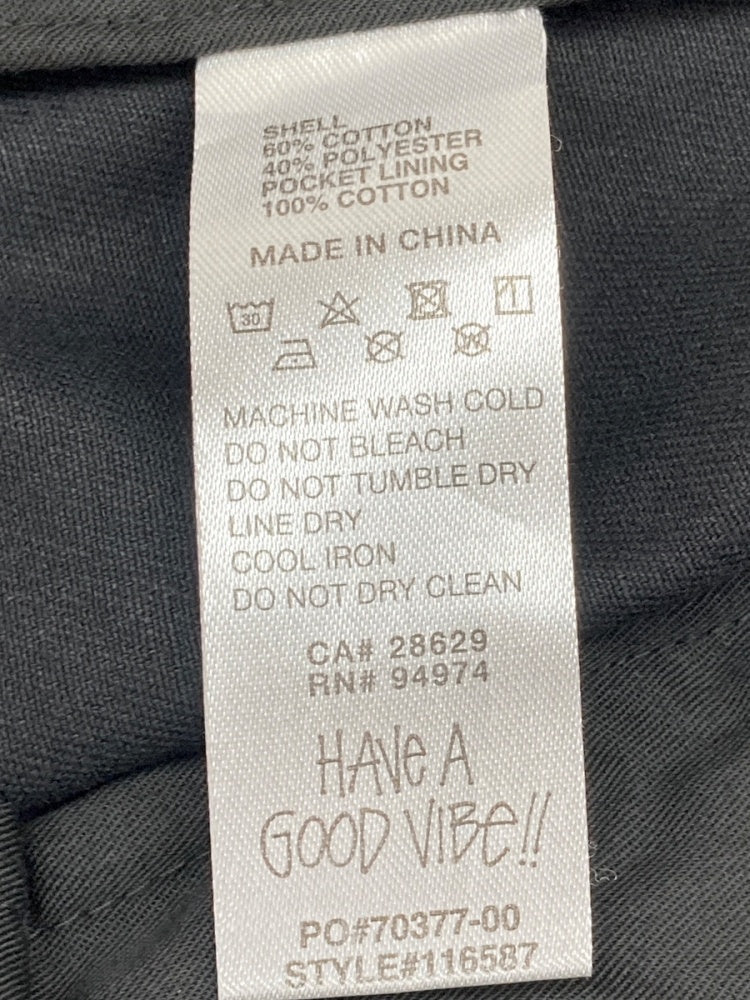 SHELL
60% COTTON
40% POLYESTER
POCKET LINING
100% COTTON
MADE IN CHINA
30
W
MACHINE WASH COLD
DO NOT BLEACH
DO NOT TUMBLE DRY
LINE DRY
COOL IRON
DO NOT DRY CLEAN
CA# 28629
RN# 94974
HAVe A
GOOD VIBe!!
PO#70377-00
STYLE#116587